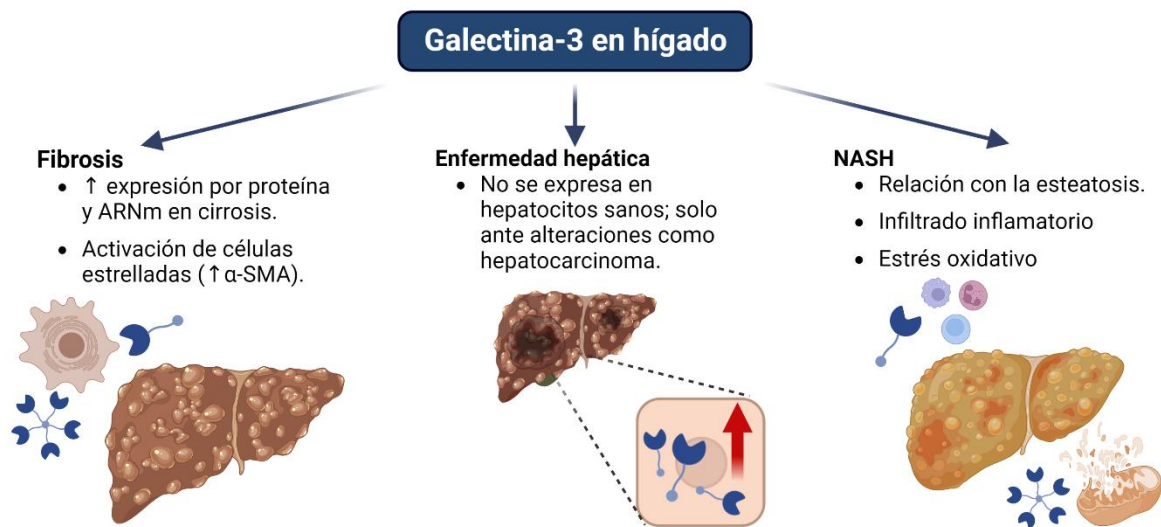 Galectina-3 en hígado
Fibrosis
• ↑ expresión por proteína
y ARNm en cirrosis.
• Activación de células
estrelladas (↑α-SMA).
Enfermedad hepática
• No se expresa en
hepatocitos sanos; solo
ante alteraciones como
hepatocarcinoma.
NASH
• Relación con la esteatosis.
• Infiltrado inflamatorio
• Estrés oxidativo